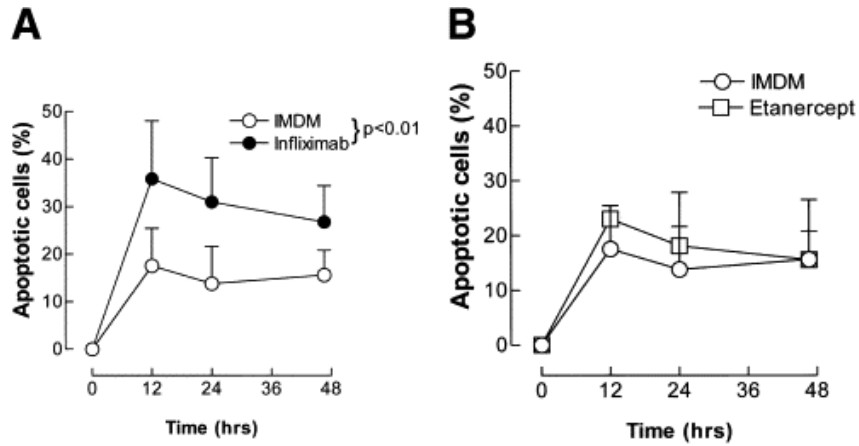 A
IMDM
Infliximab
}p<0.01
Apoptotic cells (%)
50
40
30
20
10
0
0 12 24 36 48
Time (hrs)
B
IMDM
Etanercept
Apoptotic cells (%)
50
40
30
20
10
0
0 12 24 36 48
Time (hrs)